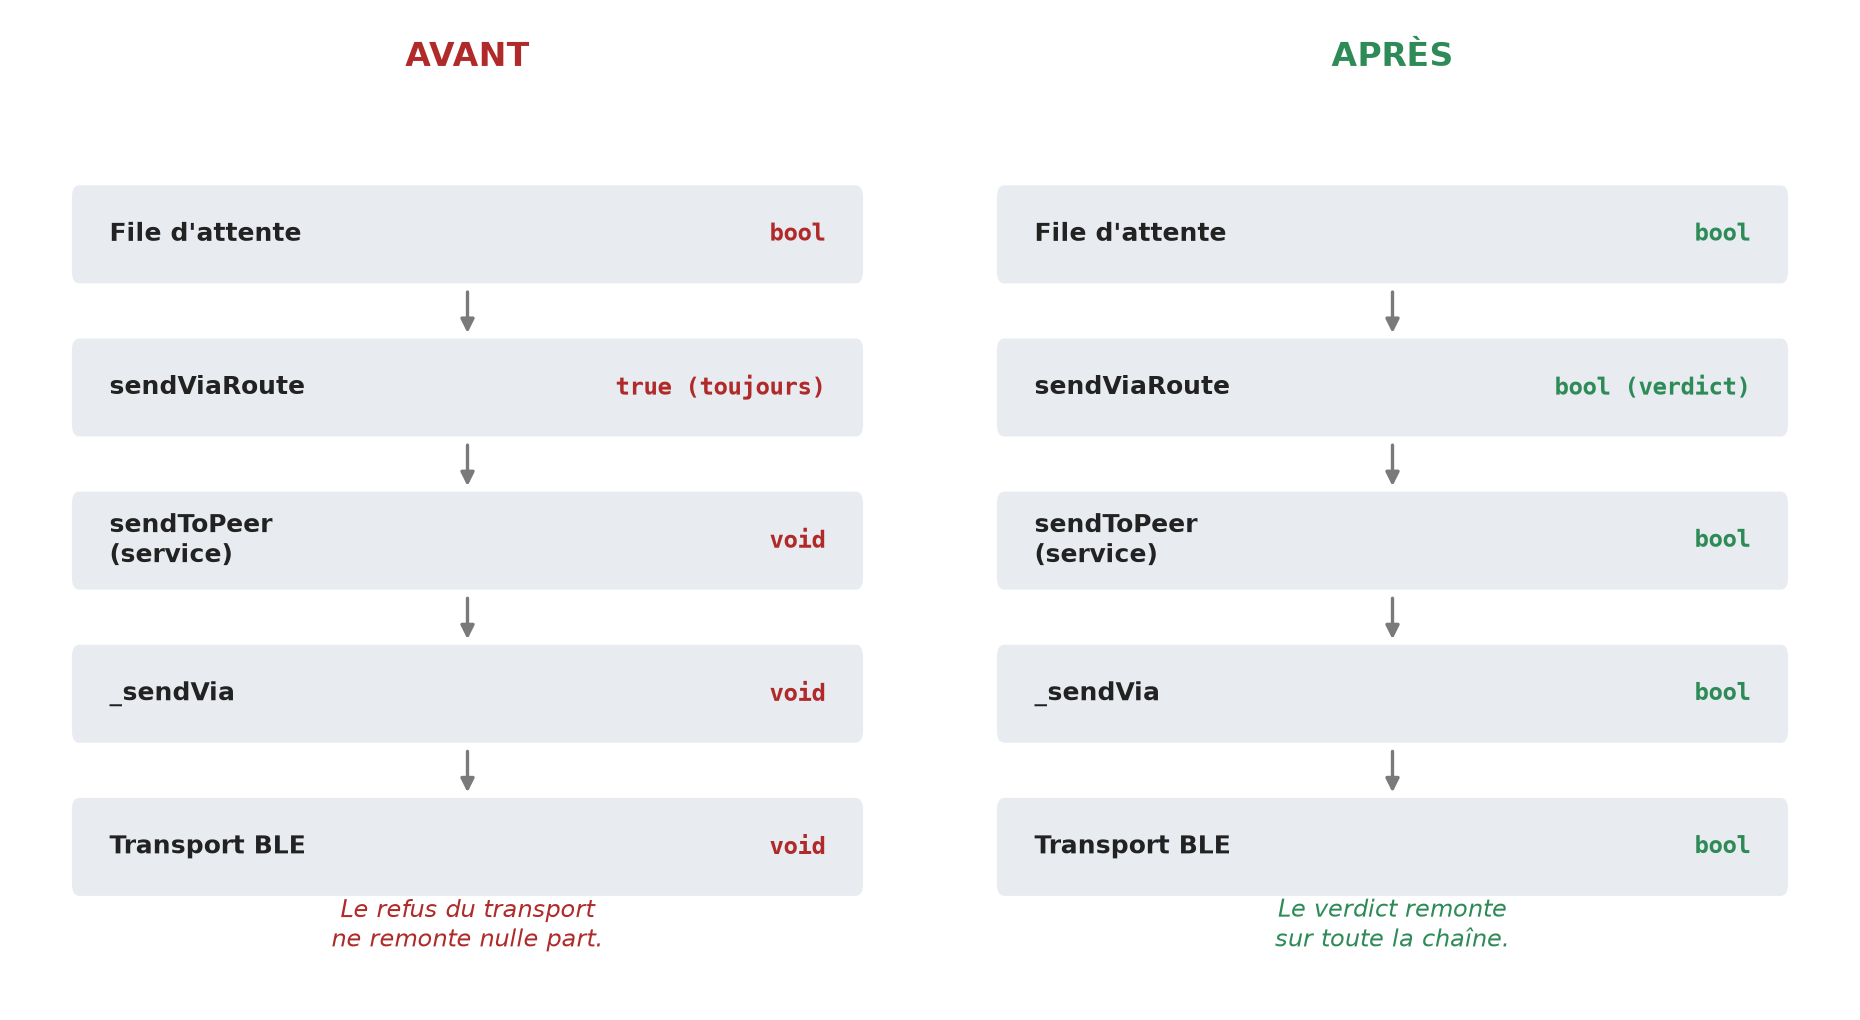 AVANT
File d'attente bool
sendViaRoute true (toujours)
sendToPeer
(service) void
_sendVia void
Transport BLE void
Le refus du transport
ne remonte nulle part.
APRÈS
File d'attente bool
sendViaRoute bool (verdict)
sendToPeer
(service) bool
_sendVia bool
Transport BLE bool
Le verdict remonte
sur toute la chaîne.